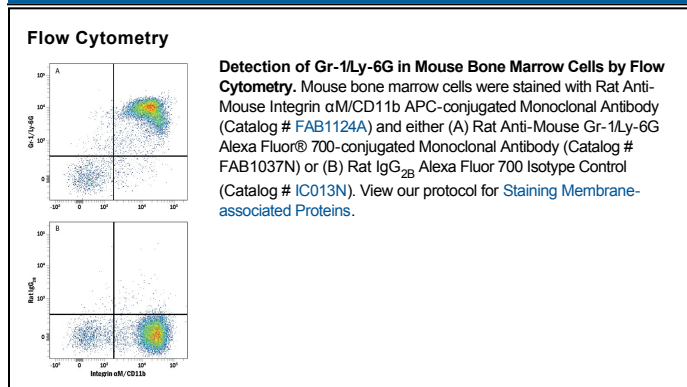 Flow Cytometry
Detection of Gr-1/Ly-6G in Mouse Bone Marrow Cells by Flow
Cytometry. Mouse bone marrow cells were stained with Rat Anti-
Mouse Integrin αM/CD11b APC-conjugated Monoclonal Antibody
(Catalog # FAB1124A) and either (A) Rat Anti-Mouse Gr-1/Ly-6G
Alexa Fluor® 700-conjugated Monoclonal Antibody (Catalog #
FAB1037N) or (B) Rat IgG2B Alexa Fluor 700 Isotype Control
(Catalog # IC013N). View our protocol for Staining Membrane-
associated Proteins.
A
Gr-1/Ly-6G
10⁵
10⁴
10³
0
-10³ 0 10³ 10⁴ 10⁵
B
Rat IgG2B
10⁵
10⁴
10³
0
-10³ 0 10³ 10⁴ 10⁵
Integrin αM/CD11b